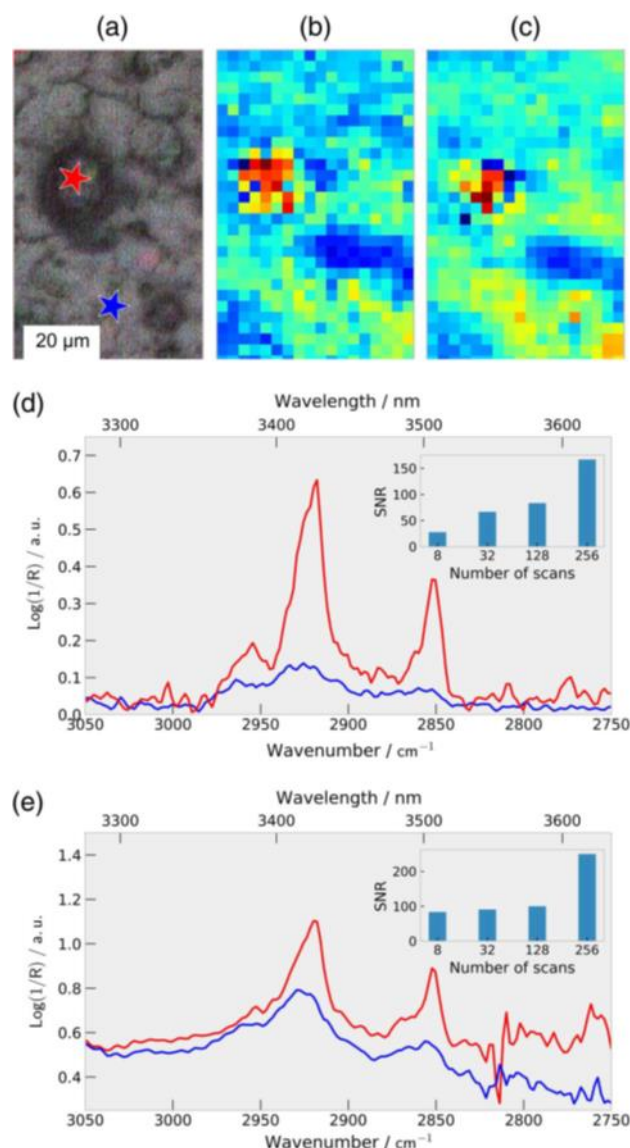 (a) (b) (c)
20 µm
(d)
Wavelength / nm
3300 3400 3500 3600
0.7
0.6
0.5
0.4
0.3
0.2
0.1
0.0
Log(1/R) / a. u.
150
100
50
0
SNR
8 32 128 256
Number of scans
3050 3000 2950 2900 2850 2800 2750
Wavenumber / cm⁻¹
(e)
Wavelength / nm
3300 3400 3500 3600
1.4
1.2
1.0
0.8
0.6
0.4
Log(1/R) / a. u.
200
100
0
SNR
8 32 128 256
Number of scans
3050 3000 2950 2900 2850 2800 2750
Wavenumber / cm⁻¹